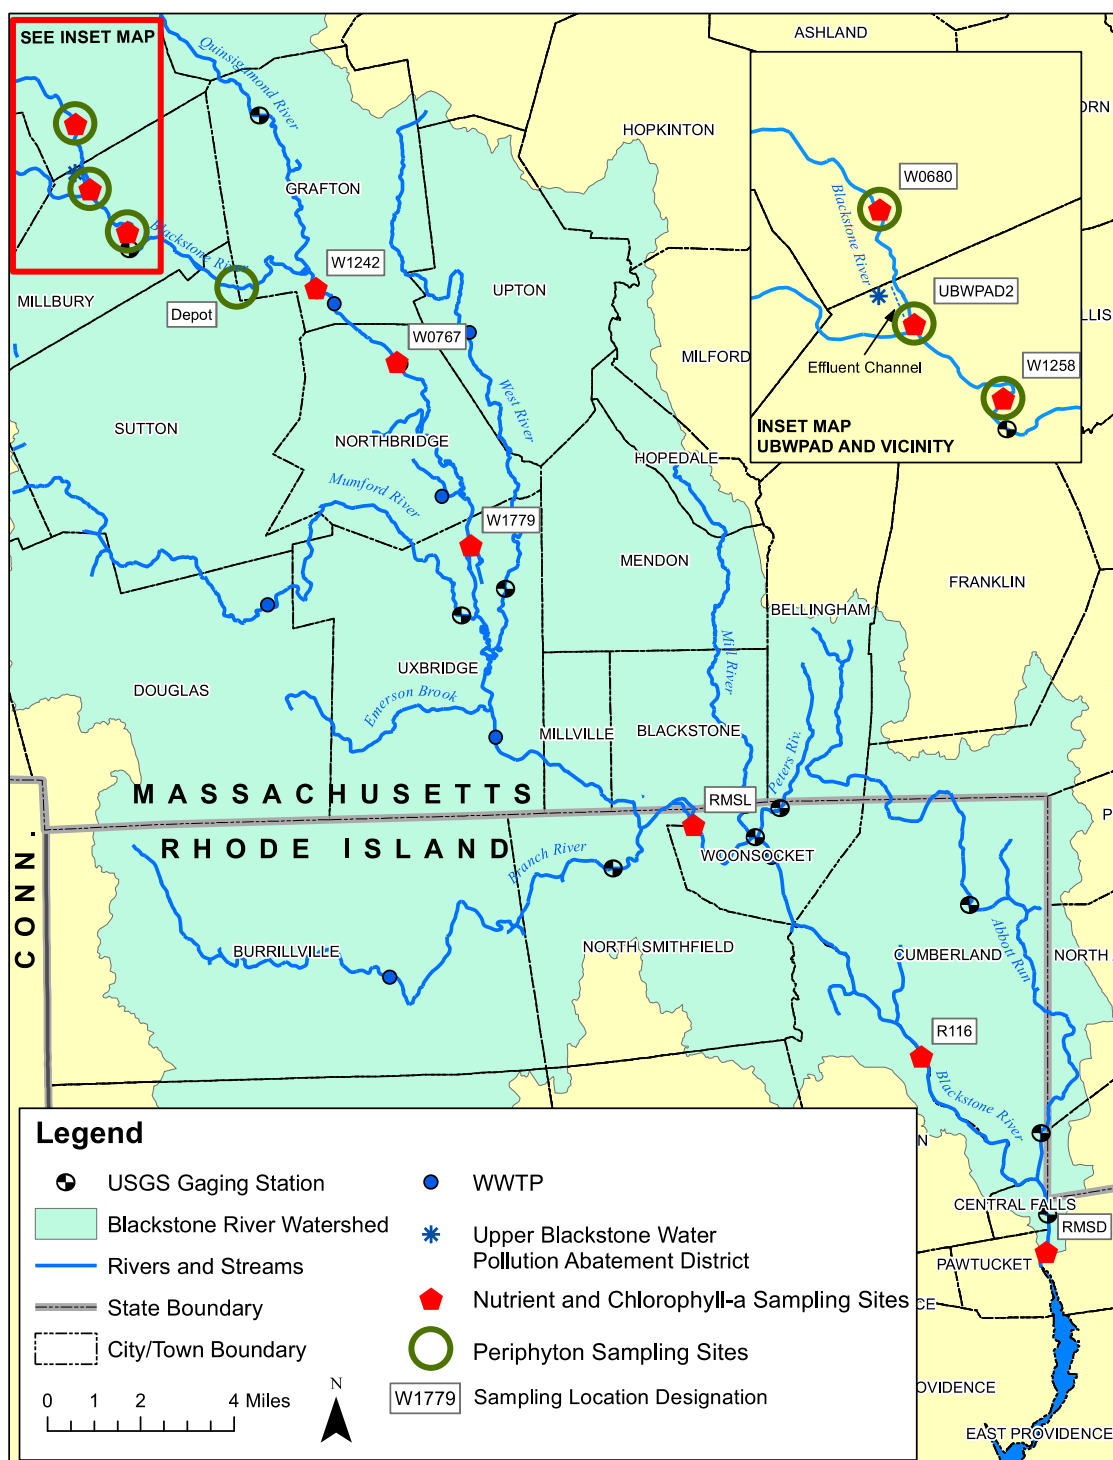 SEE INSET MAP
Quinsigamond River
ASHLAND
HOPKINTON
GRAFTON
Blackstone
MILLBURY
Depot
W1242
UPTON
W0767
MILFORD
W0680
Blackstone River
UBWPAD2
Effluent Channel
W1258
INSET MAP
UBWPAD AND VICINITY
SUTTON
NORTHBRIDGE
West River
HOPEDALE
Mumford River
W1779
MENDON
FRANKLIN
BELLINGHAM
Mill River
UXBRIDGE
DOUGLAS
Emerson Brook
MILLVILLE
BLACKSTONE
Peters Riv.
MASSACHUSETTS
RMSL
RHODE ISLAND
CONN.
WOONSOCKET
Branch River
BURRILLVILLE
NORTH SMITHFIELD
CUMBERLAND
Abbott Run
NORTH
R116
Blackstone River
CENTRAL FALLS
RMSD
PAWTUCKET
EAST PROVIDENCE
Legend
USGS Gaging Station
Blackstone River Watershed
Rivers and Streams
State Boundary
City/Town Boundary
0 1 2 4 Miles
N
WWTP
Upper Blackstone Water
Pollution Abatement District
Nutrient and Chlorophyll-a Sampling Sites
Periphyton Sampling Sites
W1779 Sampling Location Designation